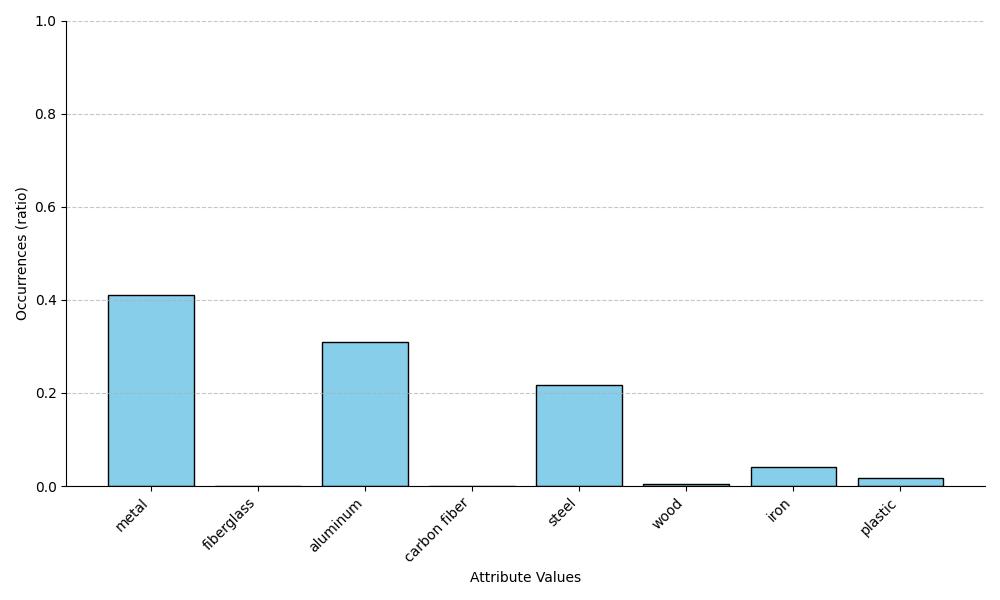 1.0
0.8
0.6
0.4
0.2
0.0
Occurrences (ratio)
metal
fiberglass
aluminum
carbon fiber
steel
wood
iron
plastic
Attribute Values